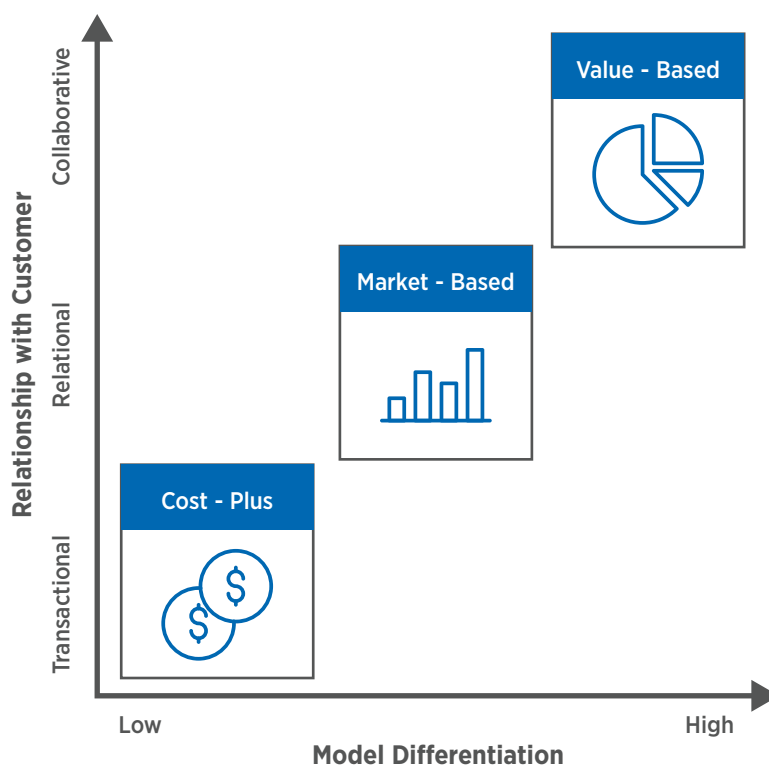 Relationship with Customer
Collaborative
Relational
Transactional
Value - Based
Market - Based
Cost - Plus
$
$
Low
High
Model Differentiation